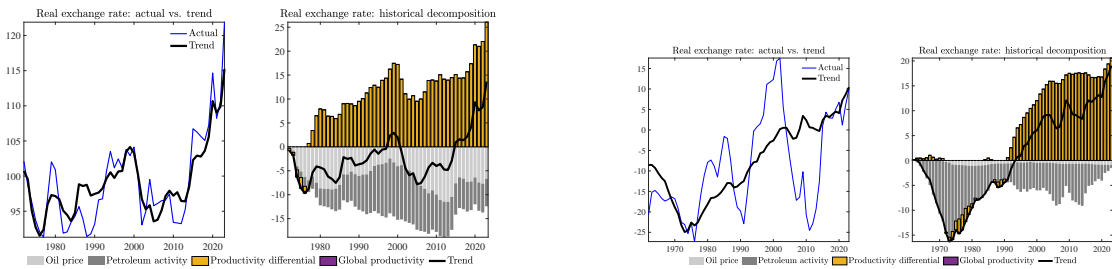 Real exchange rate: actual vs. trend
Real exchange rate: historical decomposition
120
115
110
105
100
95
Actual
Trend
1980 1990 2000 2010 2020
25
20
15
10
5
0
-5
-10
-15
1980 1990 2000 2010 2020
Oil price Petroleum activity Productivity differential Global productivity Trend
Real exchange rate: actual vs. trend
Real exchange rate: historical decomposition
15
10
5
0
-5
-10
-15
-20
-25
Actual
Trend
1970 1980 1990 2000 2010 2020
20
15
10
5
0
-5
-10
-15
1970 1980 1990 2000 2010 2020
Oil price Petroleum activity Productivity differential Global productivity Trend